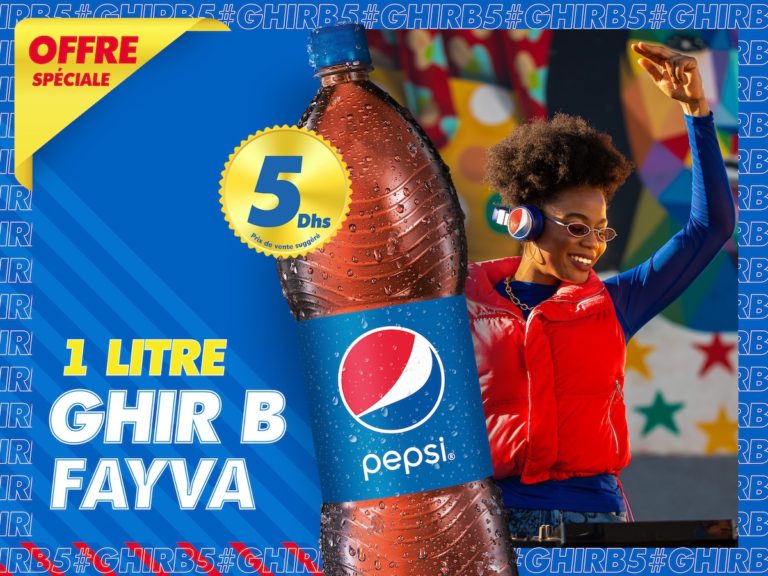 #GHIRB5#GHIRB5#GHIRB5#GHIRB5
OFFRE
SPÉCIALE
5
Dhs
Prix de vente suggéré
1 LITRE
GHIR B
FAYVA
pepsi®
#GHIRB5#GHIRB5#GHIRB5#GHIRB5